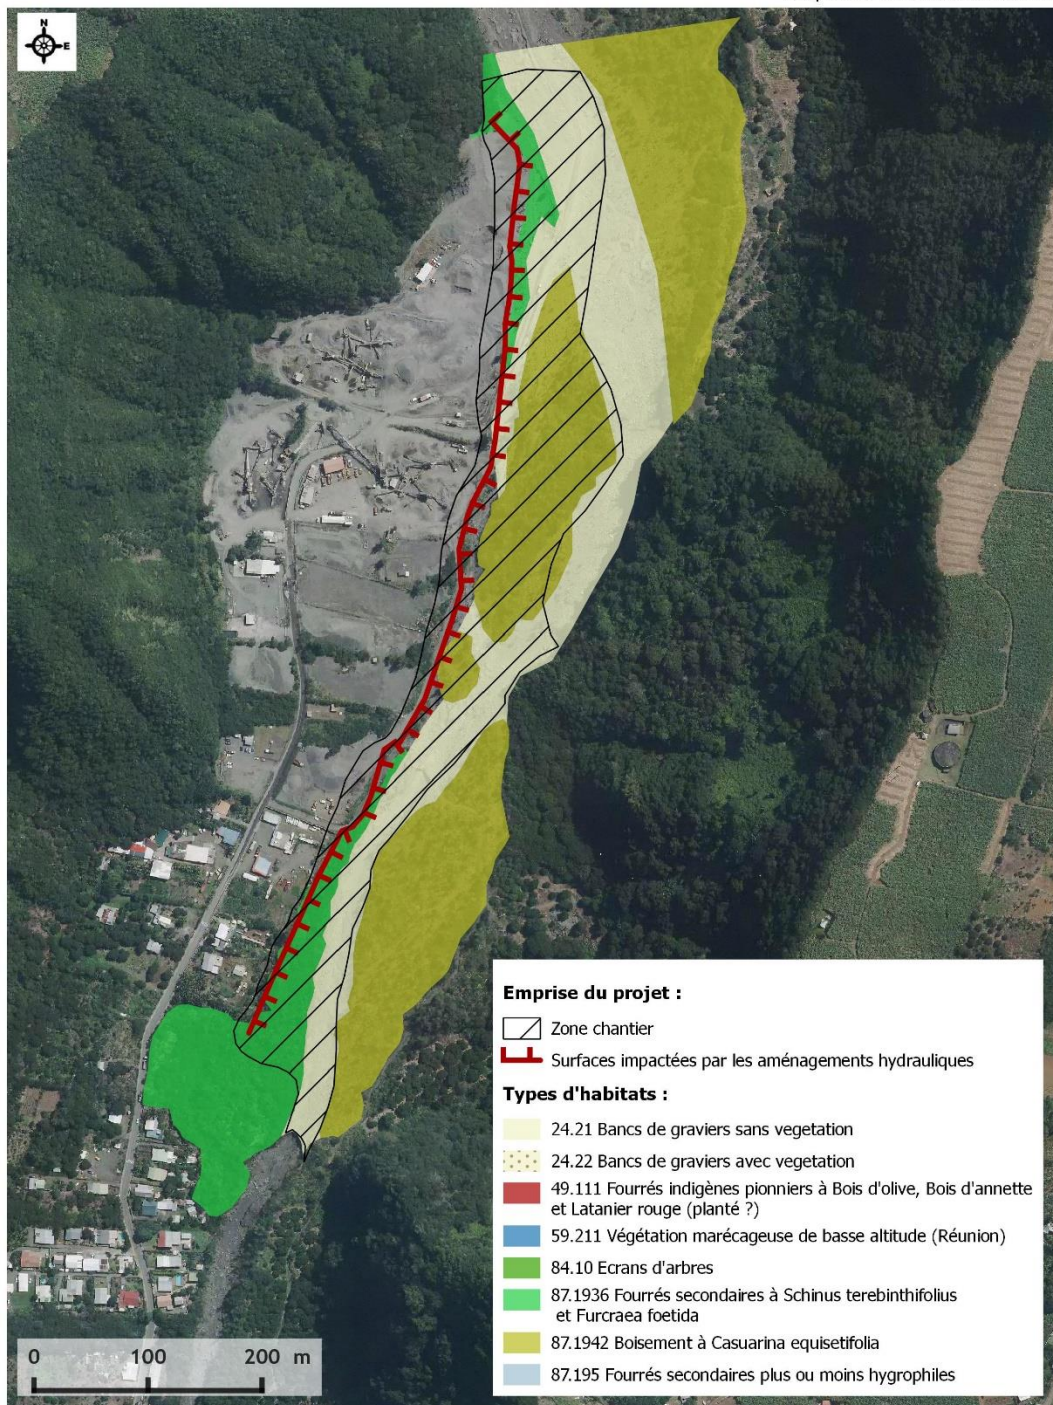 N
E
Emprise du projet :
Zone chantier
Surfaces impactées par les aménagements hydrauliques
Types d'habitats :
24.21 Bancs de graviers sans vegetation
24.22 Bancs de graviers avec vegetation
49.111 Fourrés indigènes pionniers à Bois d'olive, Bois d'annette
et Latanier rouge (planté ?)
59.211 Végétation marécageuse de basse altitude (Réunion)
84.10 Ecrans d'arbres
87.1936 Fourrés secondaires à Schinus terebinthifolius
et Furcraea foetida
87.1942 Boisement à Casuarina equisetifolia
87.195 Fourrés secondaires plus ou moins hygrophiles
0 100 200 m